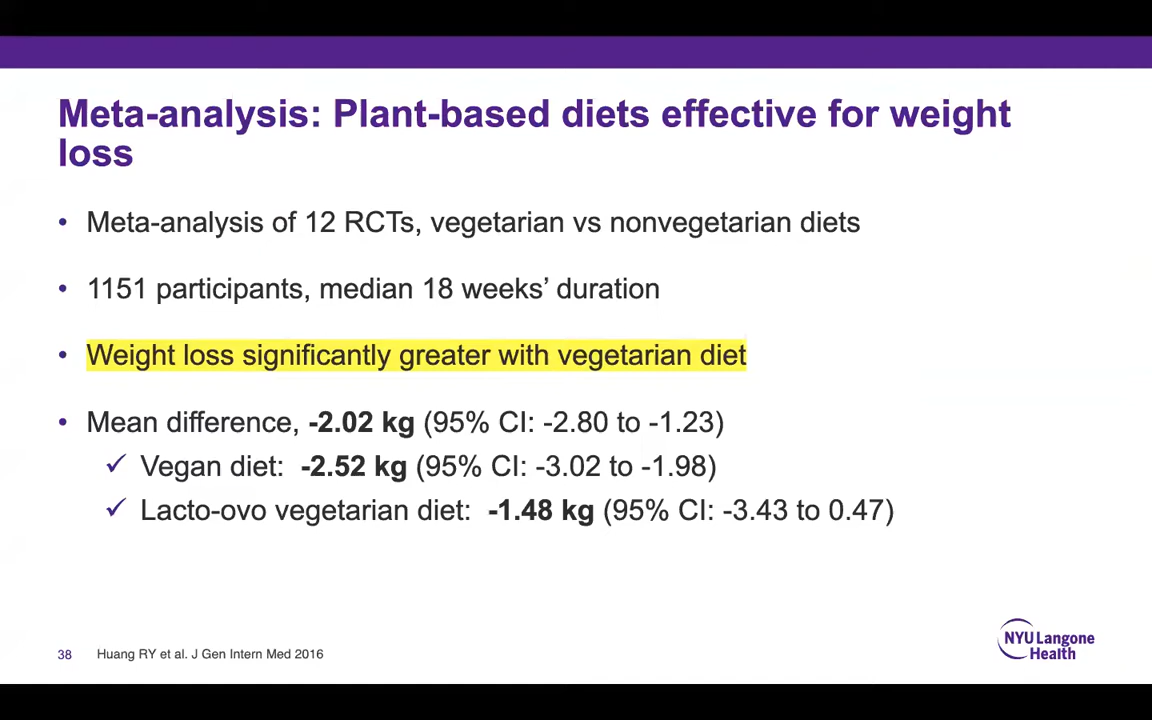 Meta-analysis: Plant-based diets effective for weight
loss
• Meta-analysis of 12 RCTs, vegetarian vs nonvegetarian diets
• 1151 participants, median 18 weeks’ duration
• Weight loss significantly greater with vegetarian diet
• Mean difference, -2.02 kg (95% CI: -2.80 to -1.23)
✓ Vegan diet: -2.52 kg (95% CI: -3.02 to -1.98)
✓ Lacto-ovo vegetarian diet: -1.48 kg (95% CI: -3.43 to 0.47)
38 Huang RY et al. J Gen Intern Med 2016
NYU Langone
Health